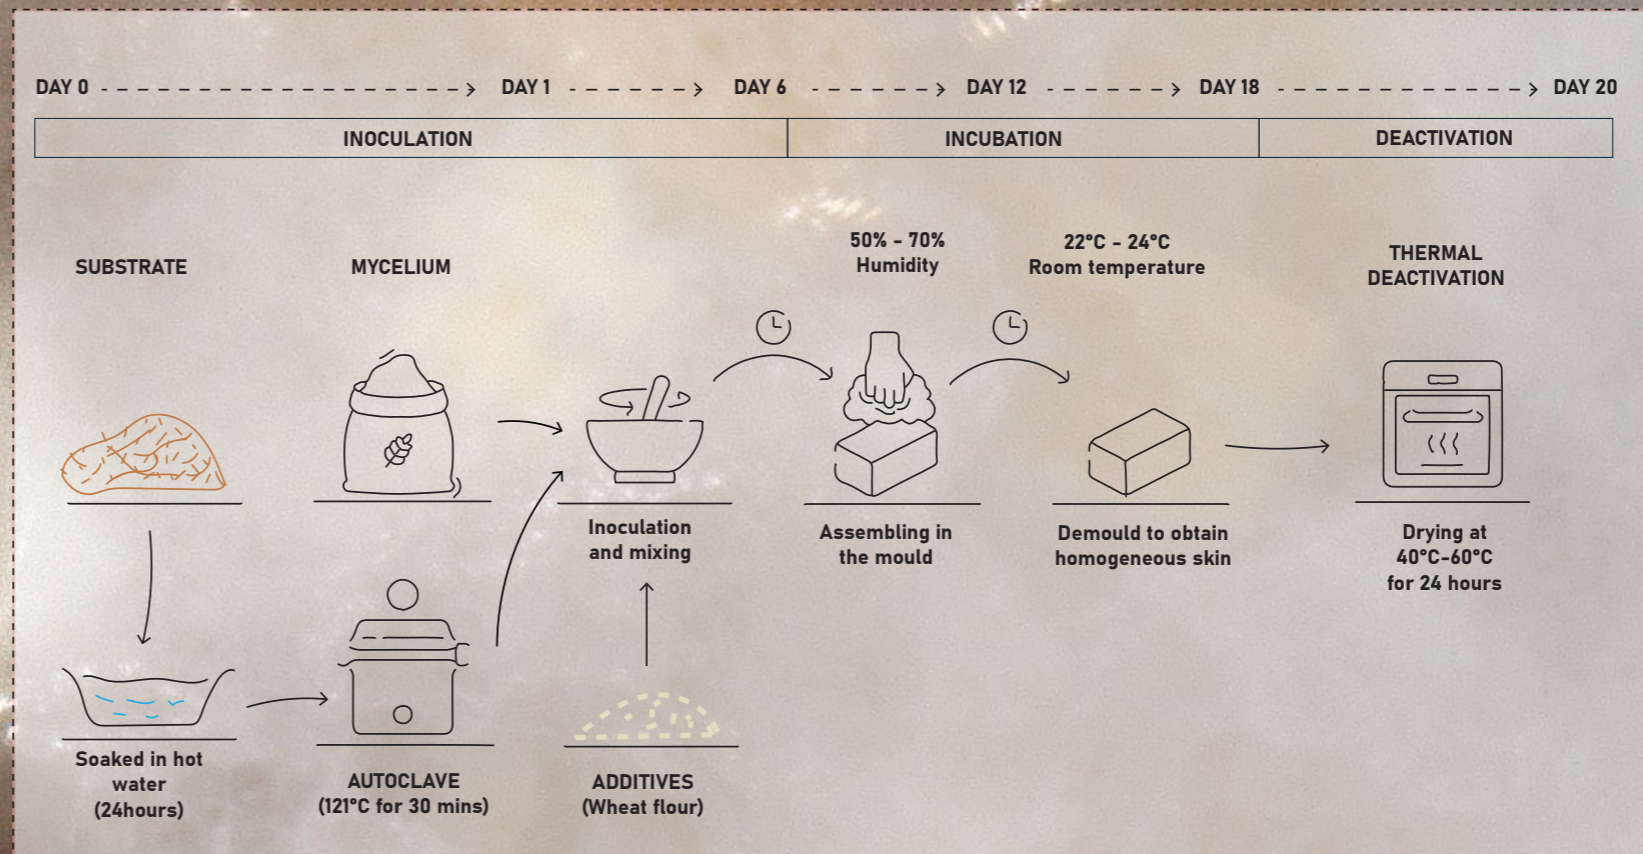 DAY 0
DAY 1
DAY 6
DAY 12
DAY 18
DAY 20
INOCULATION
INCUBATION
DEACTIVATION
SUBSTRATE
MYCELIUM
50% - 70%
Humidity
22°C - 24°C
Room temperature
THERMAL
DEACTIVATION
Inoculation
and mixing
Assembling in
the mould
Demould to obtain
homogeneous skin
Drying at
40°C-60°C
for 24 hours
Soaked in hot
water
(24hours)
AUTOCLAVE
(121°C for 30 mins)
ADDITIVES
(Wheat flour)